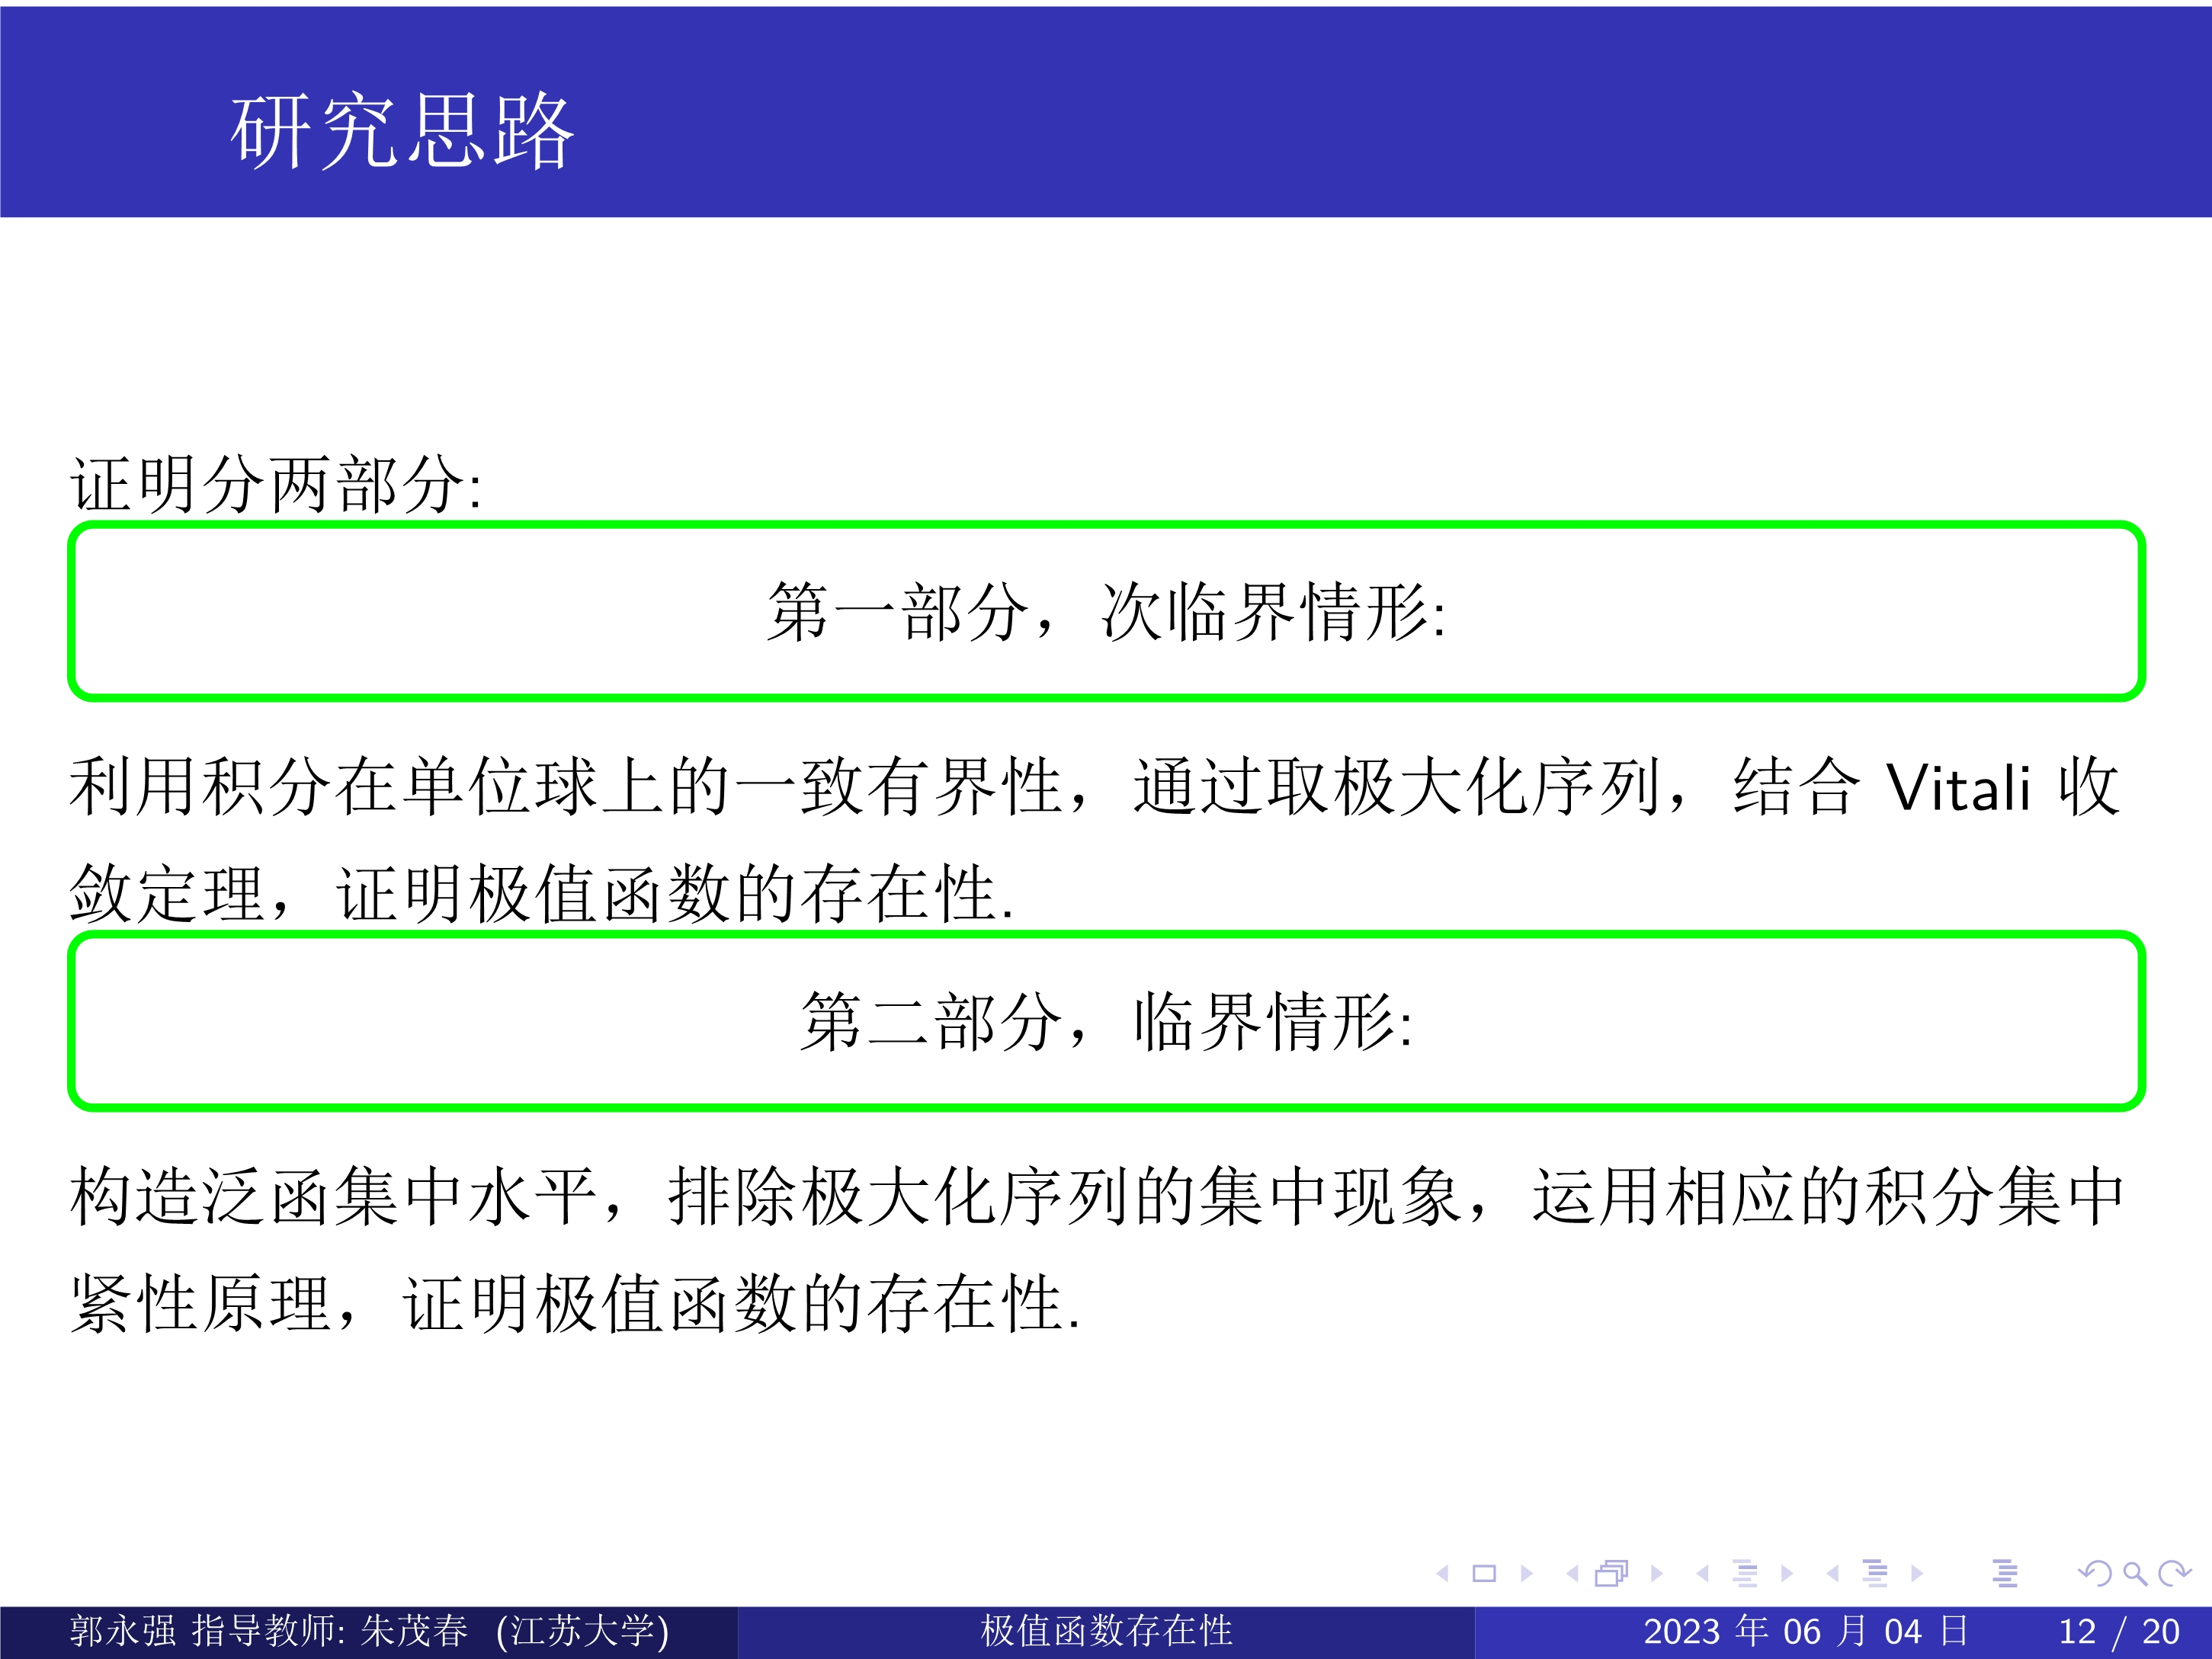 研究思路
证明分两部分:
第一部分，次临界情形:
利用积分在单位球上的一致有界性，通过取极大化序列，结合 Vitali 收
敛定理，证明极值函数的存在性.
第二部分，临界情形:
构造泛函集中水平，排除极大化序列的集中现象，运用相应的积分集中
紧性原理，证明极值函数的存在性.
郭永强 指导教师: 朱茂春 (江苏大学) 极值函数存在性 2023 年 06 月 04 日 12 / 20